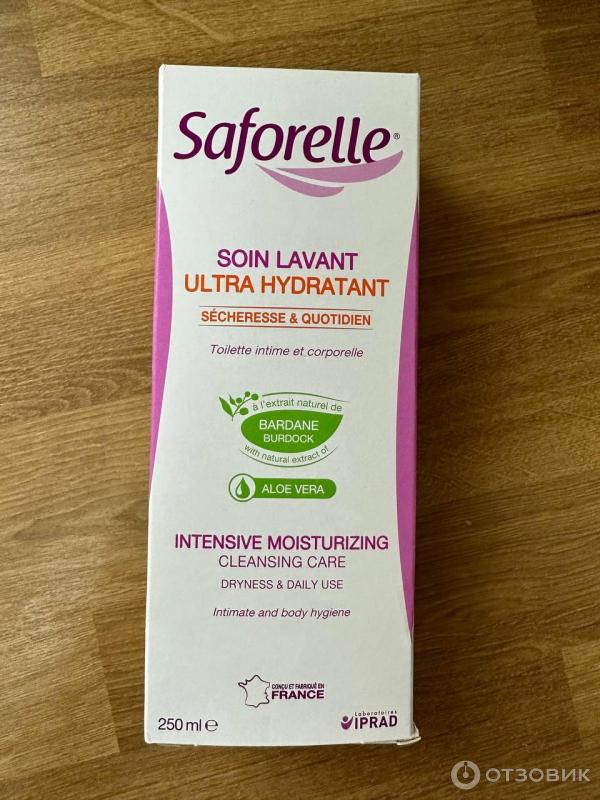 Saforelle®
SOIN LAVANT
ULTRA HYDRATANT
SÉCHERESSE & QUOTIDIEN
Toilette intime et corporelle
à l'extrait naturel de
BARDANE
BURDOCK
with natural extract of
ALOE VERA
INTENSIVE MOISTURIZING
CLEANSING CARE
DRYNESS & DAILY USE
Intimate and body hygiene
CONÇU ET FABRIQUÉ EN
FRANCE
250 ml ℮
Laboratoires
IPRAD
ОТЗОВИК